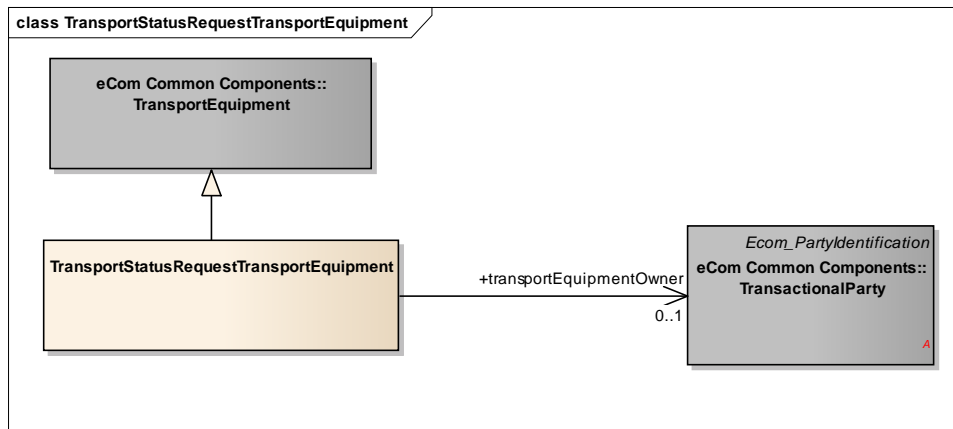 class TransportStatusRequestTransportEquipment
eCom Common Components::
TransportEquipment
TransportStatusRequestTransportEquipment
+transportEquipmentOwner
0..1
Ecom_PartyIdentification
eCom Common Components::
TransactionalParty
A